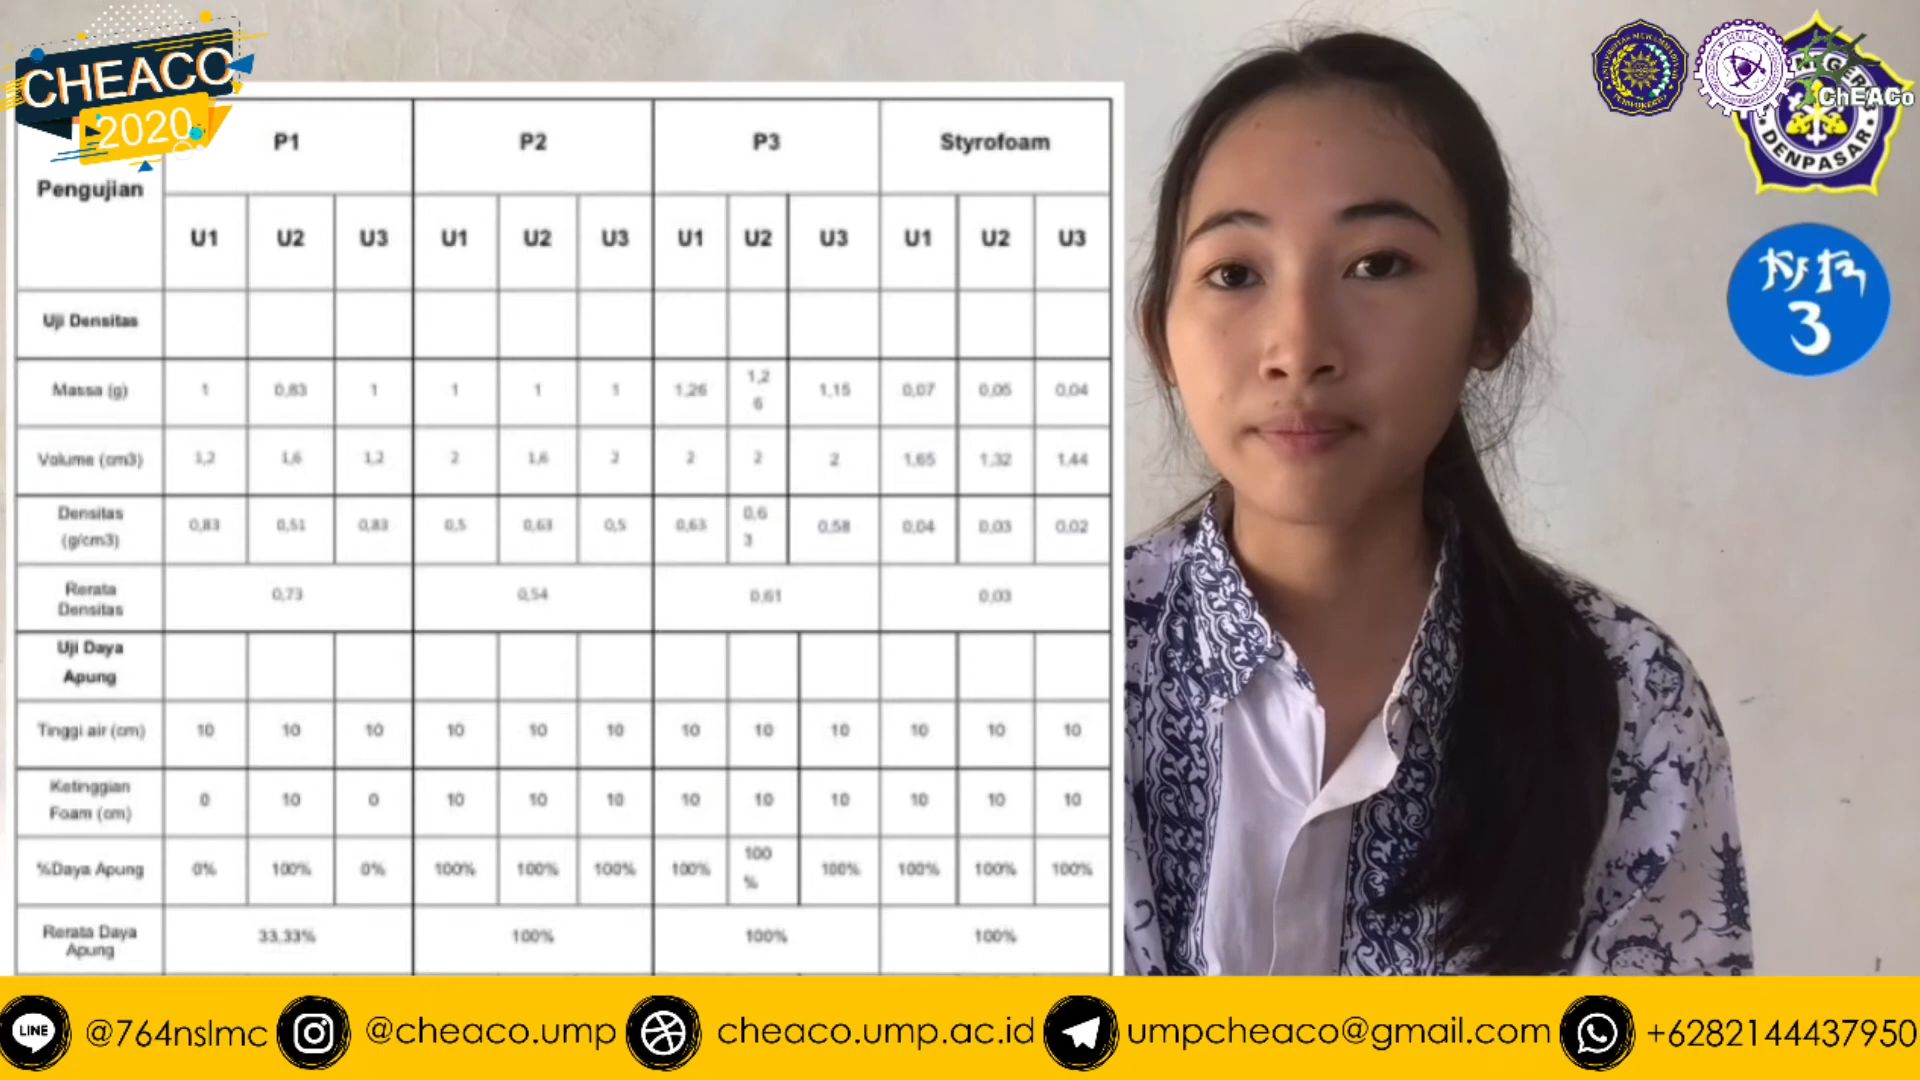 CHEACO
2020
Pengujian P1 P2 P3 Styrofoam
U1 U2 U3 U1 U2 U3 U1 U2 U3 U1 U2 U3
Uji Densitas
Massa (g) 1 0,83 1 1 1 1 1,26 1,26 1,15 0,07 0,05 0,04
Volume (cm3) 1,2 1,6 1,2 2 1,6 2 2 2 2 1,65 1,32 1,44
Densitas (g/cm3) 0,83 0,51 0,83 0,5 0,63 0,5 0,63 0,63 0,58 0,04 0,03 0,02
Rerata Densitas 0,73 0,54 0,61 0,03
Uji Daya Apung
Tinggi air (cm) 10 10 10 10 10 10 10 10 10 10 10 10
Ketinggian Foam (cm) 0 10 0 10 10 10 10 10 10 10 10 10
%Daya Apung 0% 100% 0% 100% 100% 100% 100% 100% 100% 100% 100% 100%
Rerata Daya Apung 33,33% 100% 100% 100%
ChEACo
DENPASAR
3
LINE @764nslmc @cheaco.ump cheaco.ump.ac.id umpcheaco@gmail.com +6282144437950